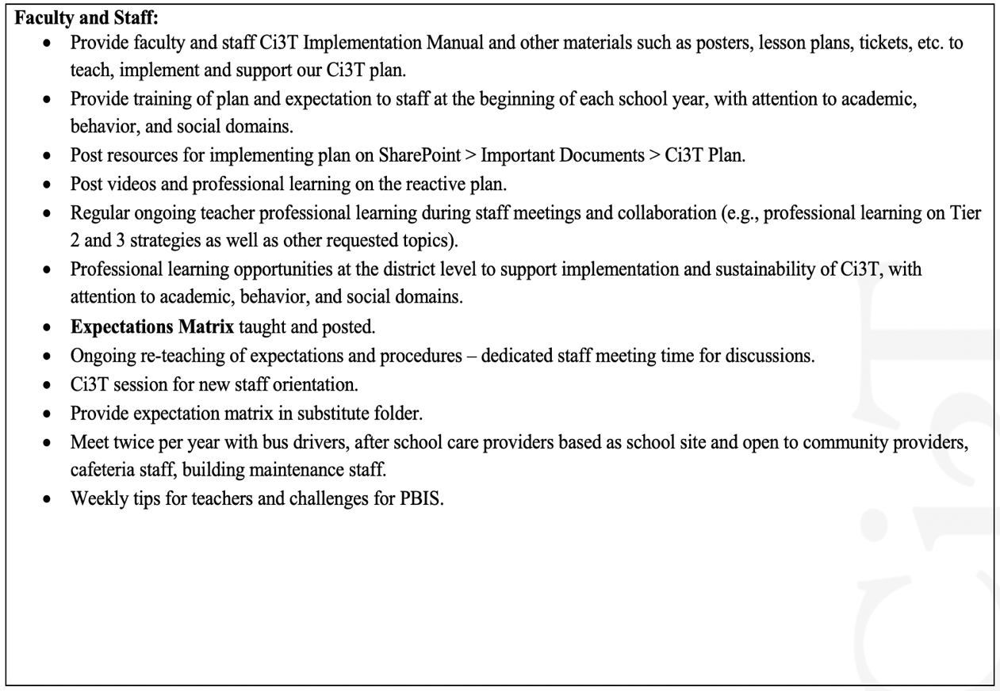 Faculty and Staff:
• Provide faculty and staff Ci3T Implementation Manual and other materials such as posters, lesson plans, tickets, etc. to
teach, implement and support our Ci3T plan.
• Provide training of plan and expectation to staff at the beginning of each school year, with attention to academic,
behavior, and social domains.
• Post resources for implementing plan on SharePoint > Important Documents > Ci3T Plan.
• Post videos and professional learning on the reactive plan.
• Regular ongoing teacher professional learning during staff meetings and collaboration (e.g., professional learning on Tier
2 and 3 strategies as well as other requested topics).
• Professional learning opportunities at the district level to support implementation and sustainability of Ci3T, with
attention to academic, behavior, and social domains.
• Expectations Matrix taught and posted.
• Ongoing re-teaching of expectations and procedures – dedicated staff meeting time for discussions.
• Ci3T session for new staff orientation.
• Provide expectation matrix in substitute folder.
• Meet twice per year with bus drivers, after school care providers based as school site and open to community providers,
cafeteria staff, building maintenance staff.
• Weekly tips for teachers and challenges for PBIS.
Ci3T